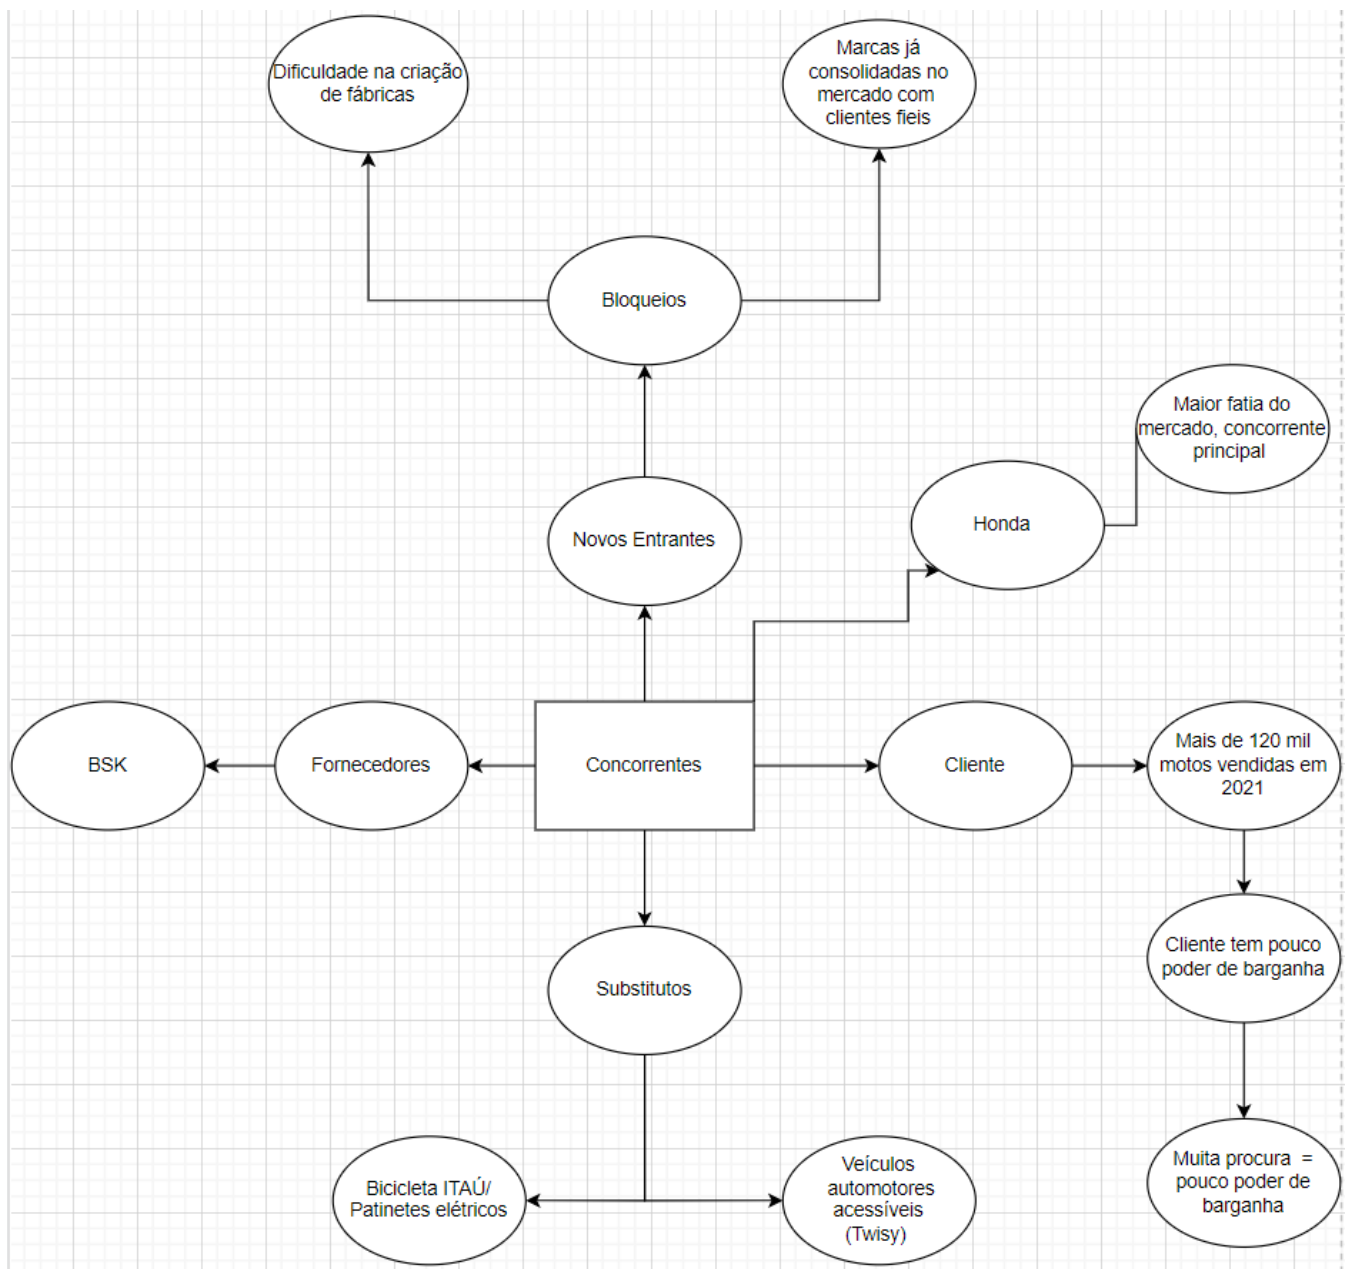 Dificuldade na criação
de fábricas
Marcas já
consolidadas no
mercado com
clientes fieis
Bloqueios
Maior fatia do
mercado, concorrente
principal
Honda
Novos Entrantes
BSK
Fornecedores
Concorrentes
Cliente
Mais de 120 mil
motos vendidas em
2021
Cliente tem pouco
poder de barganha
Substitutos
Bicicleta ITAÚ/
Patinetes elétricos
Veículos
automotores
acessíveis
(Twisy)
Muita procura  =
pouco poder de
barganha